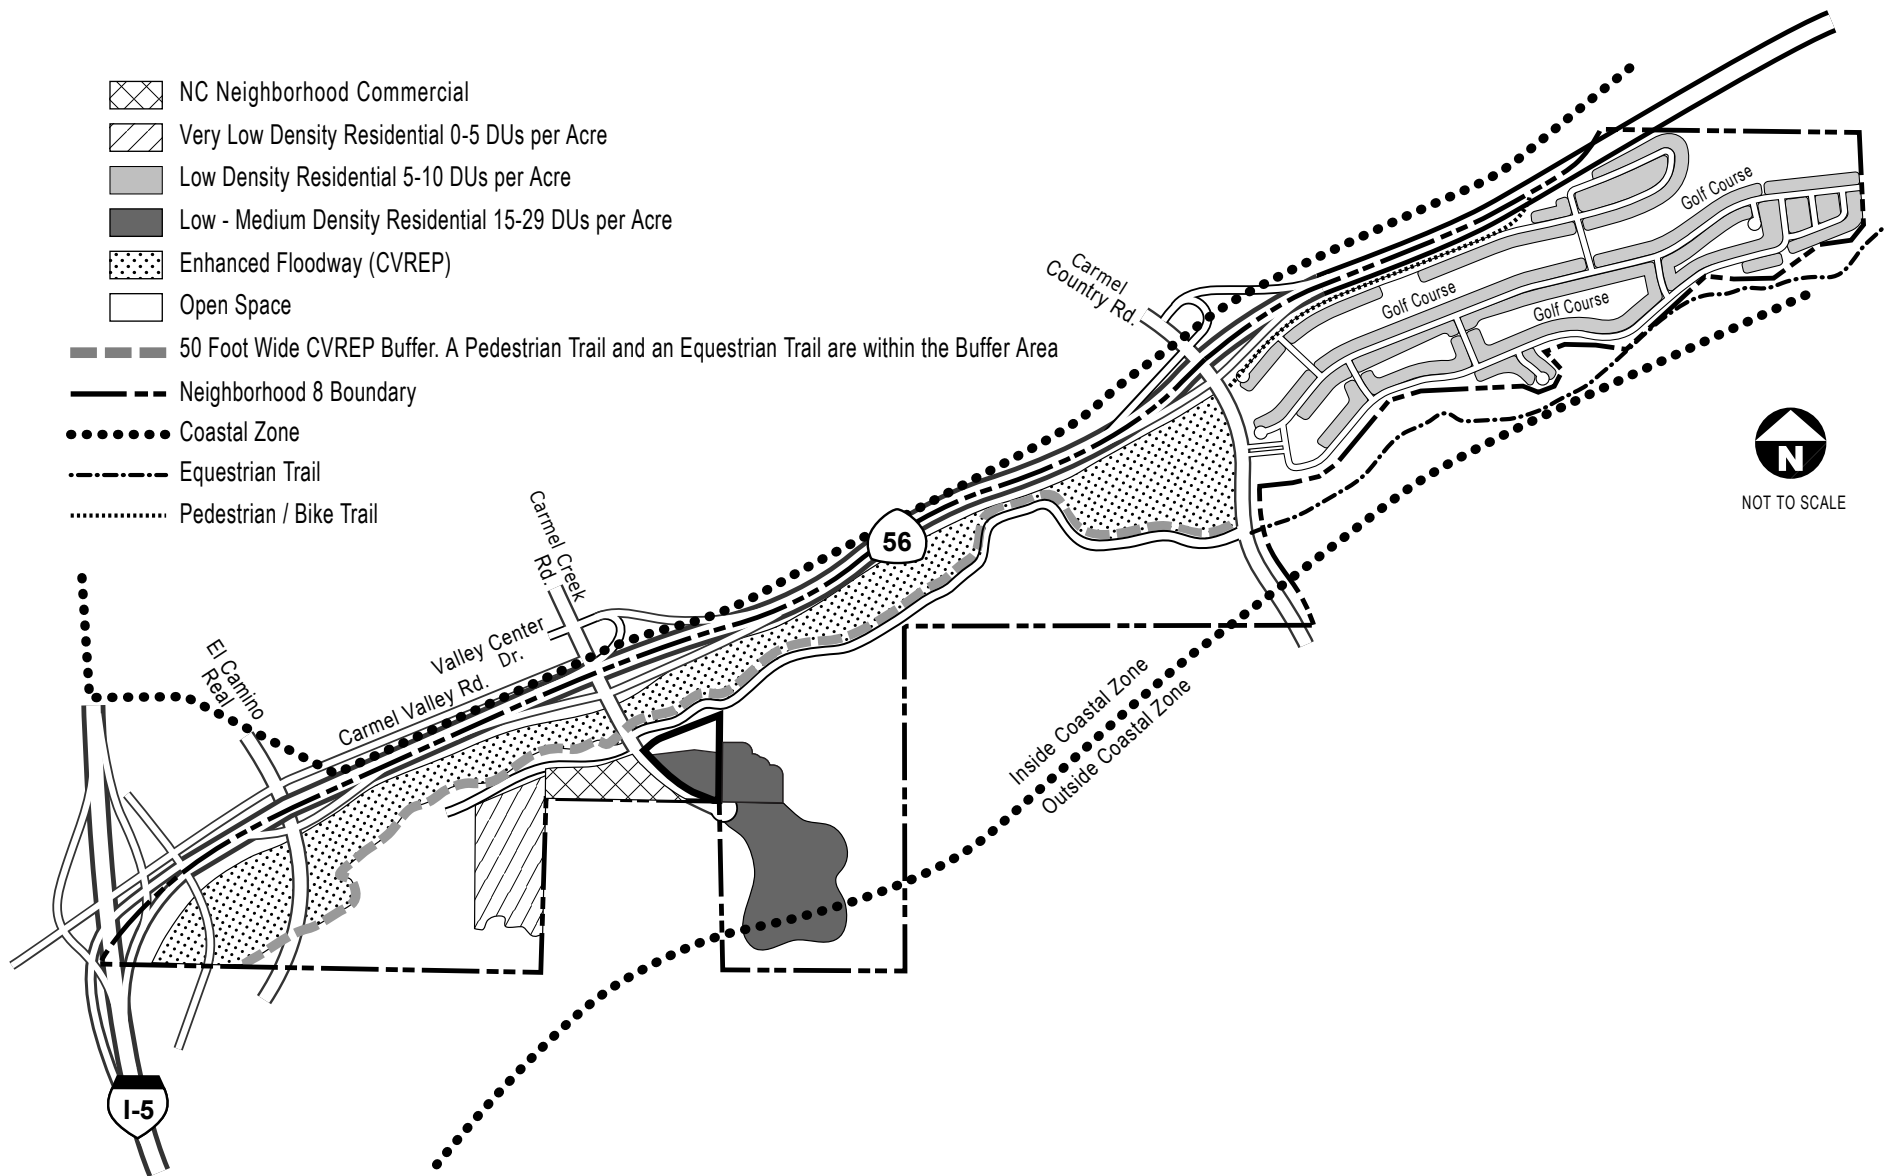 NC Neighborhood Commercial
Very Low Density Residential 0-5 DUs per Acre
Low Density Residential 5-10 DUs per Acre
Low - Medium Density Residential 15-29 DUs per Acre
Enhanced Floodway (CVREP)
Open Space
50 Foot Wide CVREP Buffer. A Pedestrian Trail and an Equestrian Trail are within the Buffer Area
Neighborhood 8 Boundary
Coastal Zone
Equestrian Trail
Pedestrian / Bike Trail
Golf Course
Golf Course
Golf Course
Carmel
Country Rd.
N
NOT TO SCALE
Carmel Creek
Rd.
56
Valley Center
Dr.
El Camino
Real
Carmel Valley Rd.
Inside Coastal Zone
Outside Coastal Zone
I-5